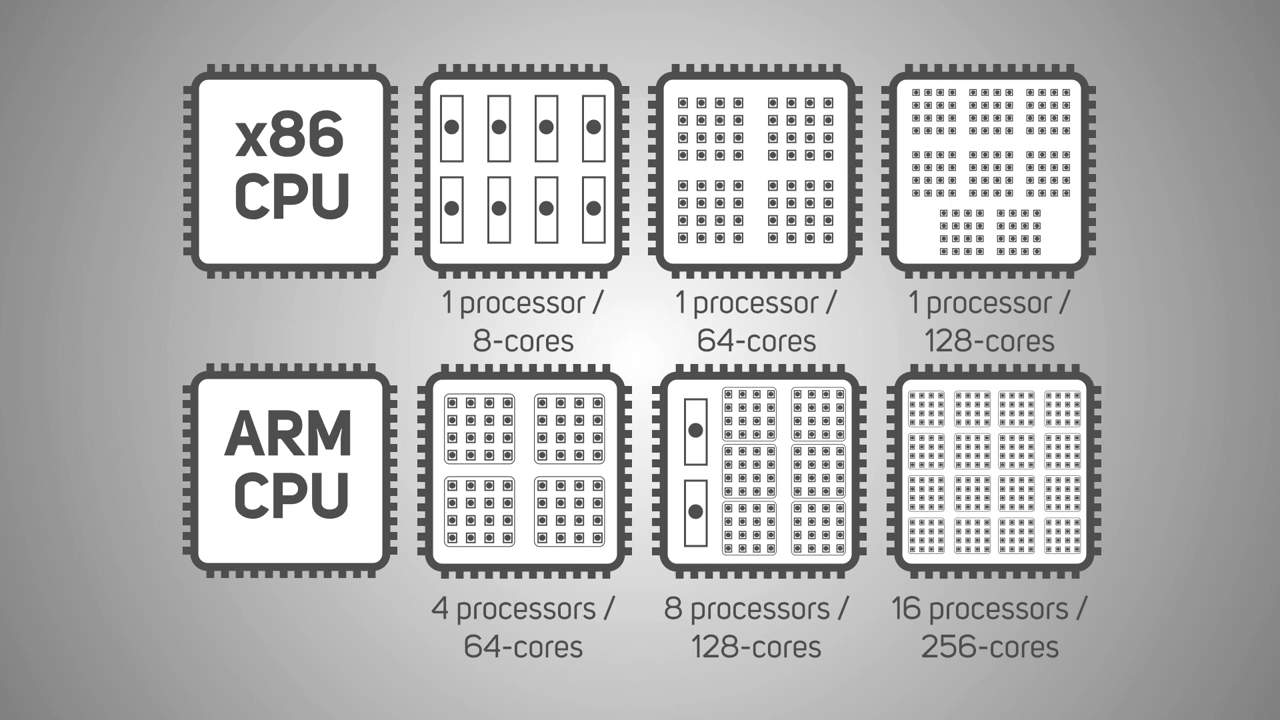 x86
CPU
1 processor /
8-cores
1 processor /
64-cores
1 processor /
128-cores
ARM
CPU
4 processors /
64-cores
8 processors /
128-cores
16 processors /
256-cores